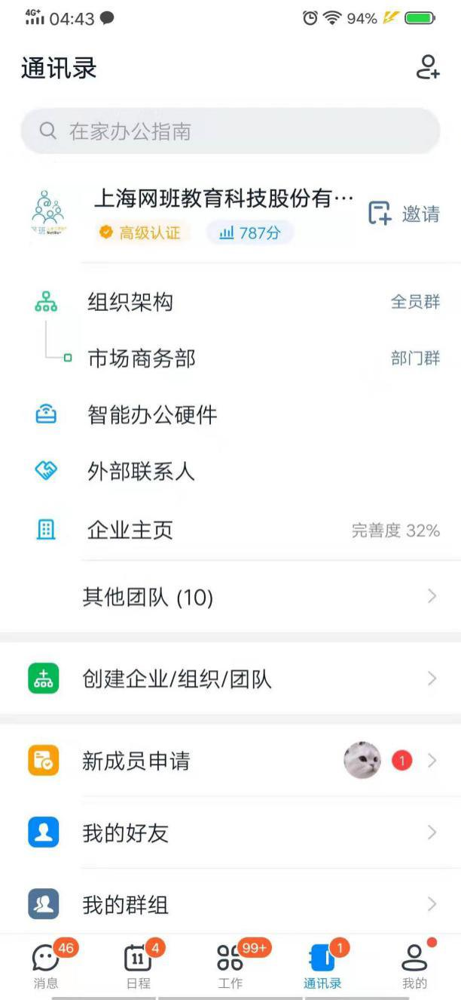 4G+ 04:43 94%
通讯录
在家办公指南
上海网班教育科技股份有…
高级认证 787分 邀请
组织架构 全员群
市场商务部 部门群
智能办公硬件
外部联系人
企业主页 完善度 32%
其他团队 (10)
创建企业/组织/团队
新成员申请 1
我的好友
我的群组
46 11 4 99+ 1
消息 日程 工作 通讯录 我的